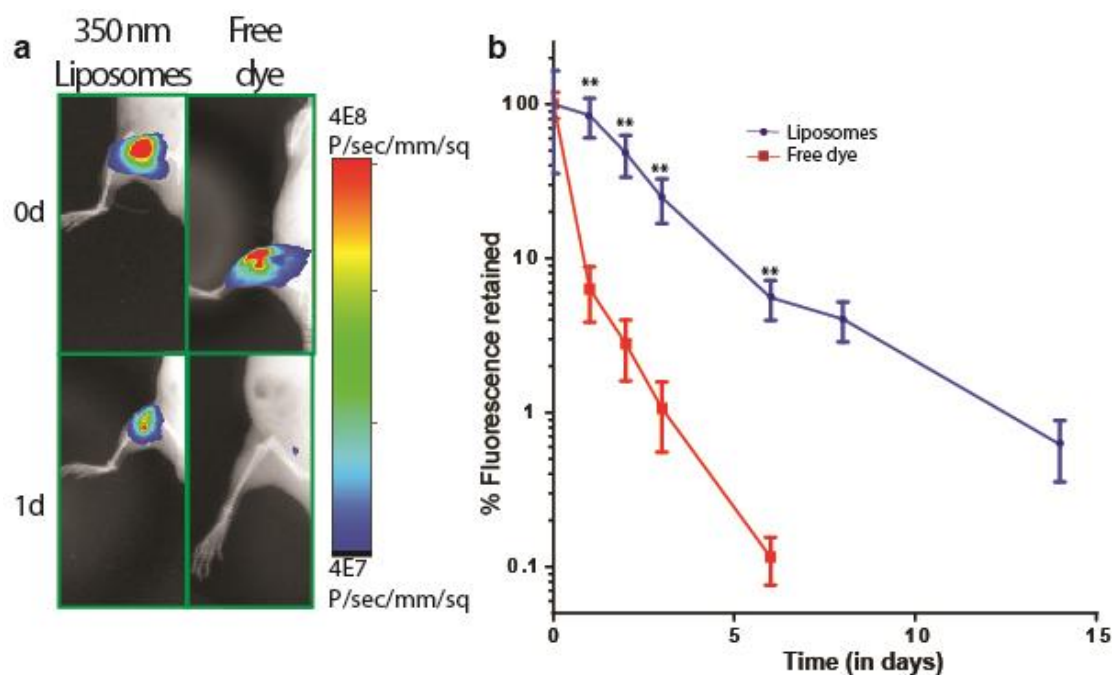 a
350 nm
Liposomes
Free
dye
0d
1d
4E8
P/sec/mm/sq
4E7
P/sec/mm/sq
b
% Fluorescence retained
100
10
1
0.1
**
**
**
**
Liposomes
Free dye
0
5
10
15
Time (in days)